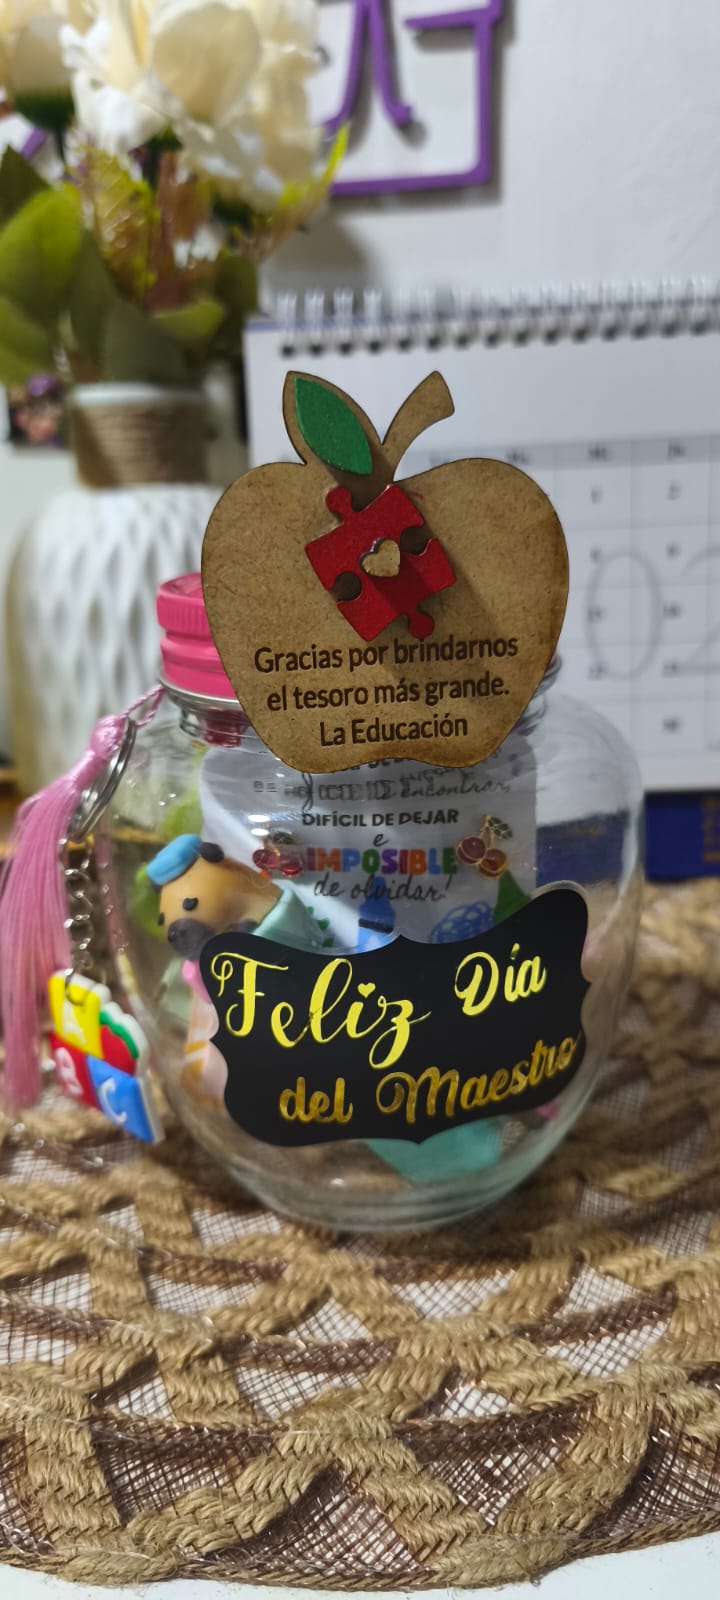 Gracias por brindarnos
el tesoro más grande.
La Educación
encontrar,
DIFÍCIL DE DEJAR
e
IMPOSIBLE
de olvidar!
Feliz Día
del Maestro
A
B
C